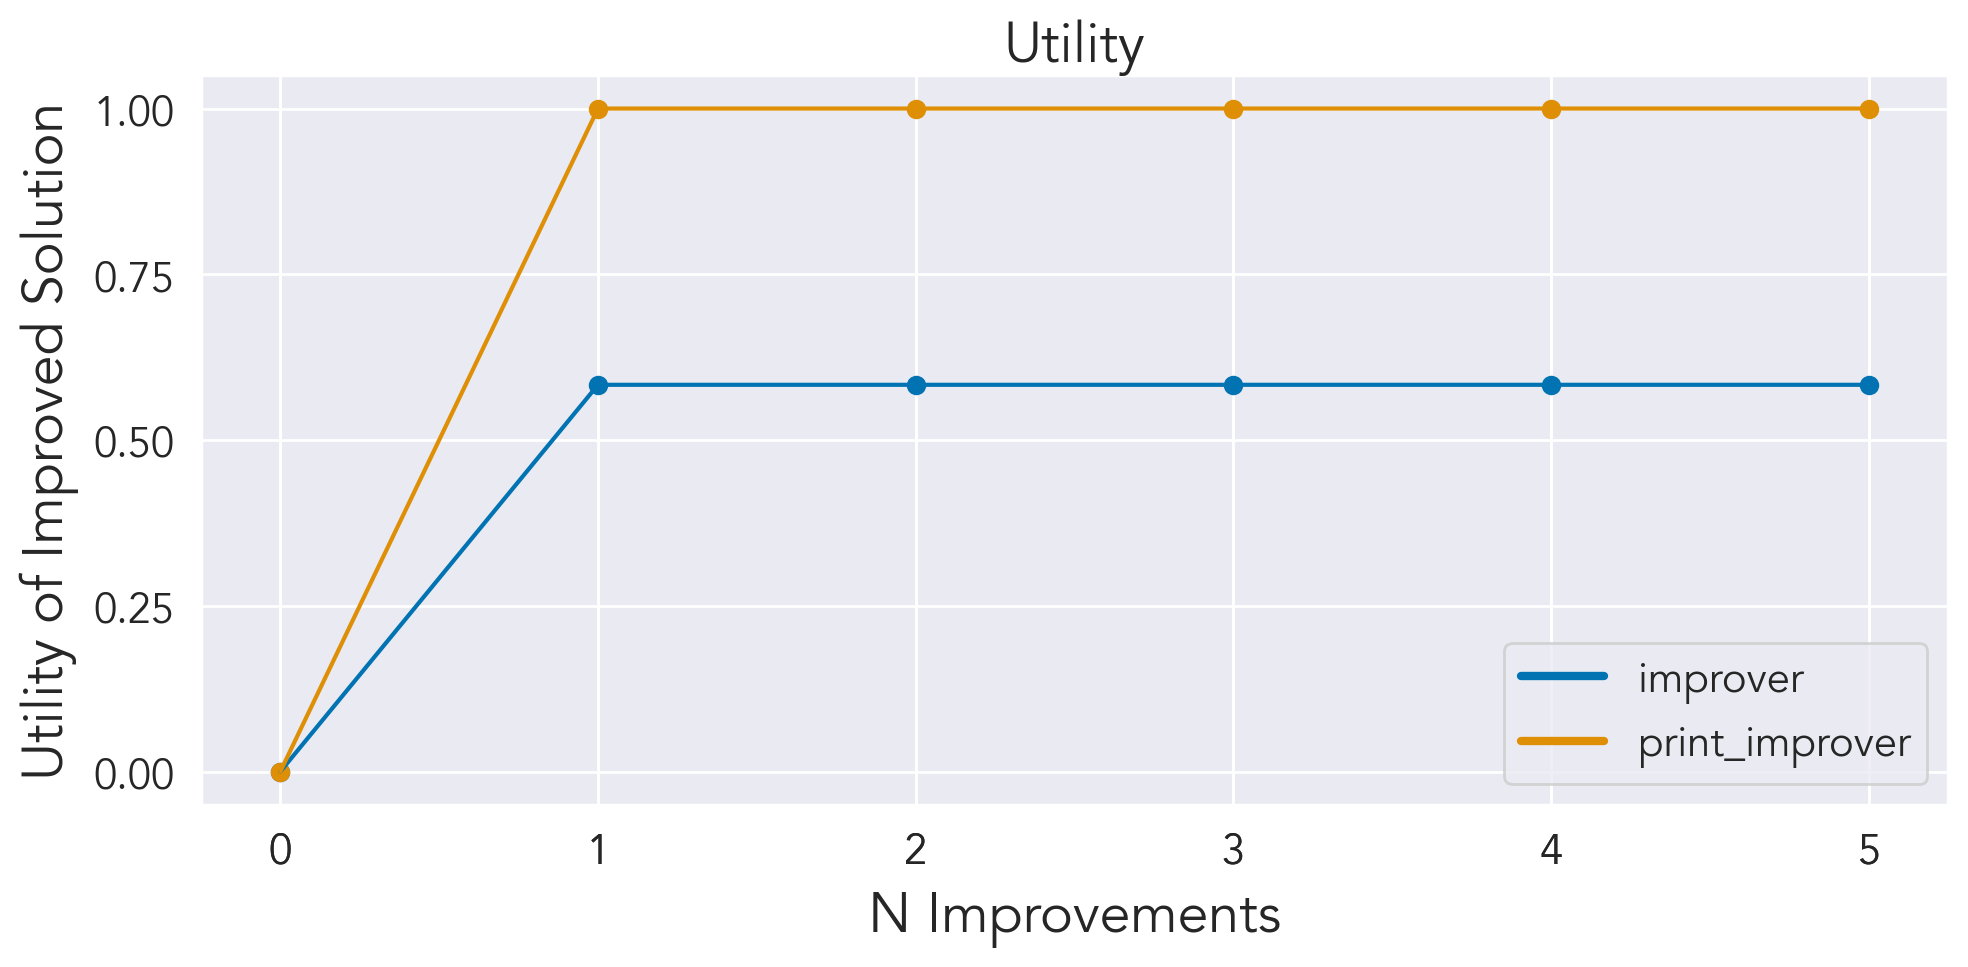 Utility
Utility of Improved Solution
1.00
0.75
0.50
0.25
0.00
improver
print_improver
0 1 2 3 4 5
N Improvements